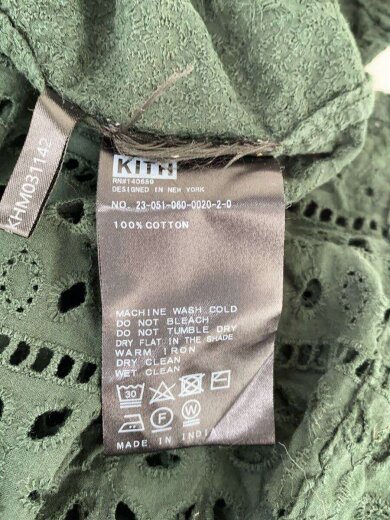 KITH
RN#140659
DESIGNED IN NEW YORK
NO. 23-051-060-0020-2-0
100% COTTON
MACHINE WASH COLD
DO NOT BLEACH
DO NOT TUMBLE DRY
DRY FLAT IN THE SHADE
WARM IRON
DRY CLEAN
WET CLEAN
30
F W
MADE IN INDIA
KHM031142